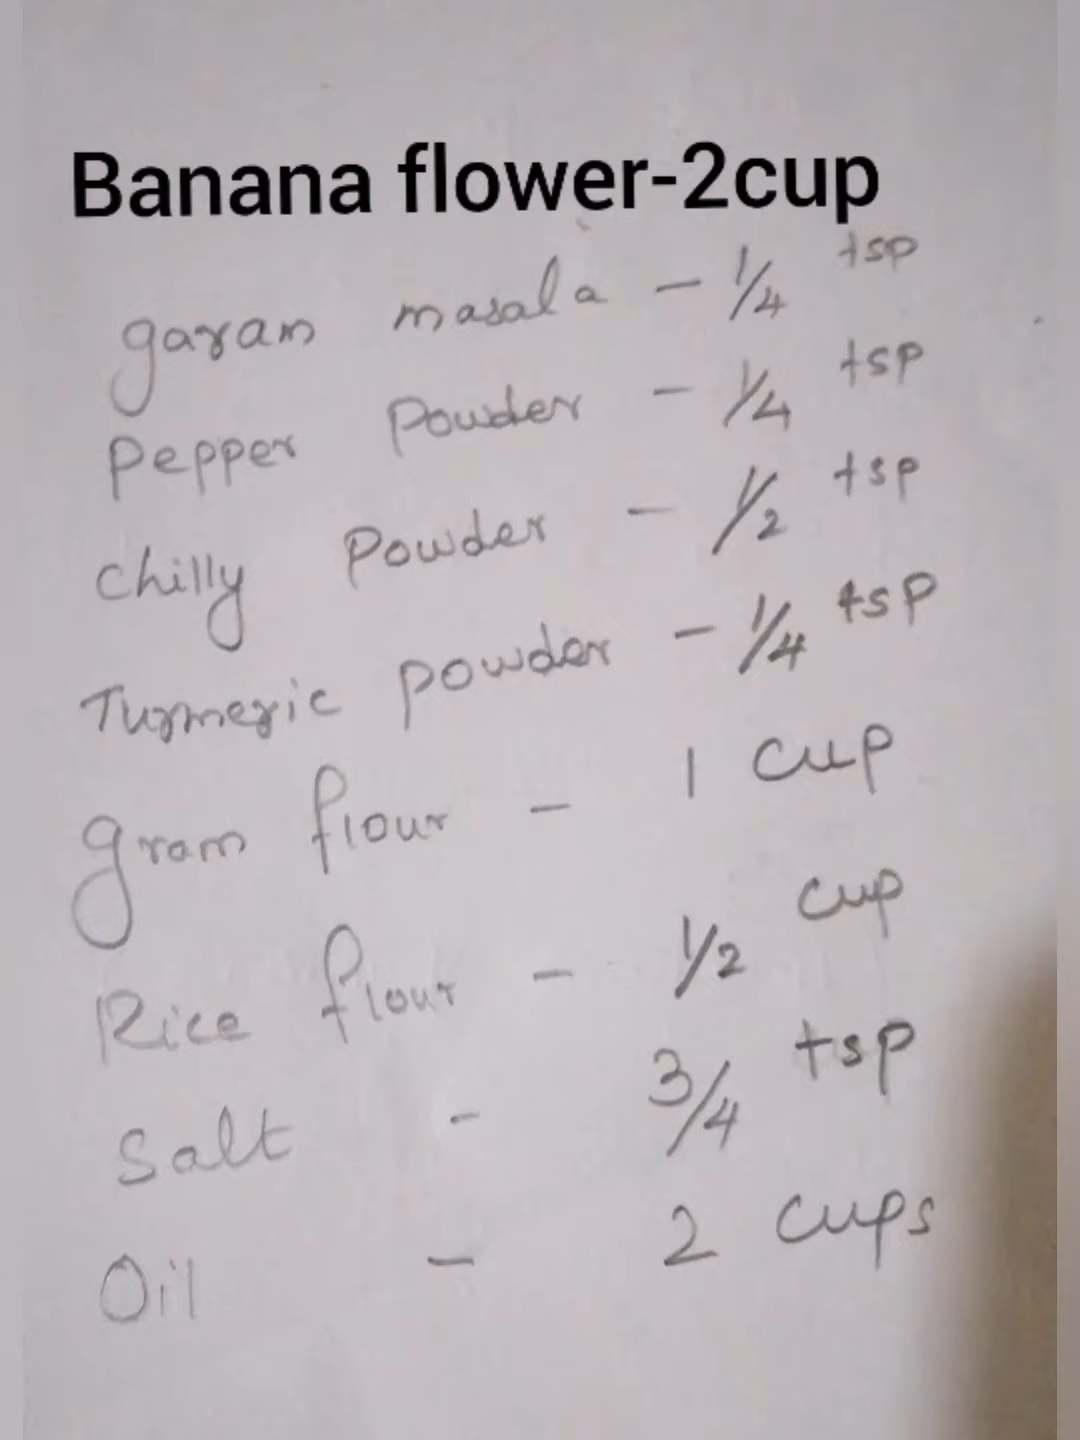 Banana flower-2cup
garam masala - 1/4 tsp
Pepper Powder - 1/4 tsp
chilly Powder - 1/2 tsp
Turmeric powder - 1/4 tsp
gram flour - 1 cup
Rice flour - 1/2 cup
Salt - 3/4 tsp
Oil - 2 cups